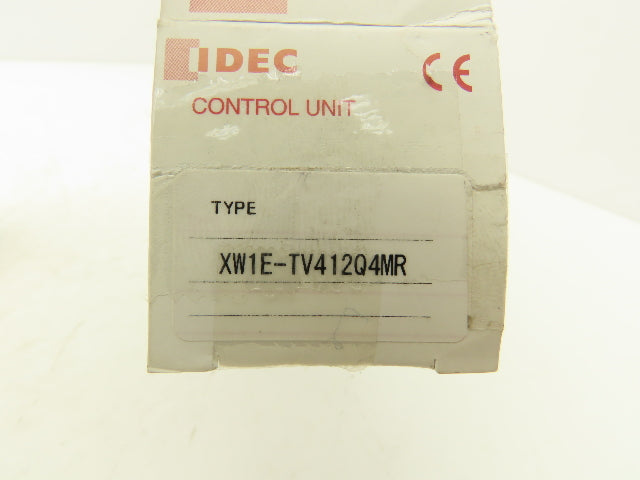 IDEC
CE
CONTROL UNIT
TYPE
XW1E-TV412Q4MR